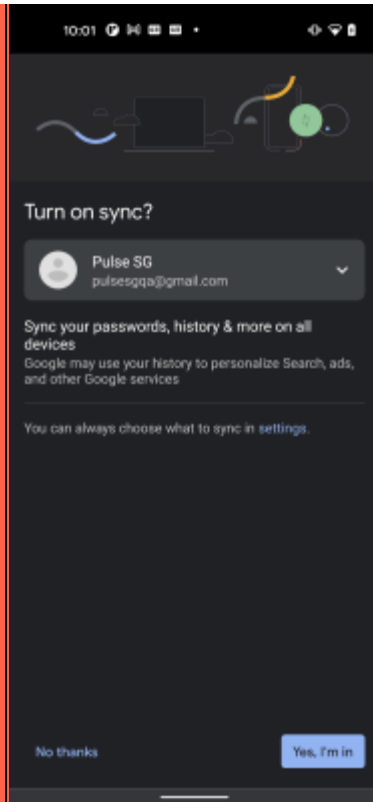 10:01
Turn on sync?
Pulse SG
pulsesgqa@gmail.com
Sync your passwords, history & more on all
devices
Google may use your history to personalize Search, ads,
and other Google services
You can always choose what to sync in settings.
No thanks
Yes, I'm in